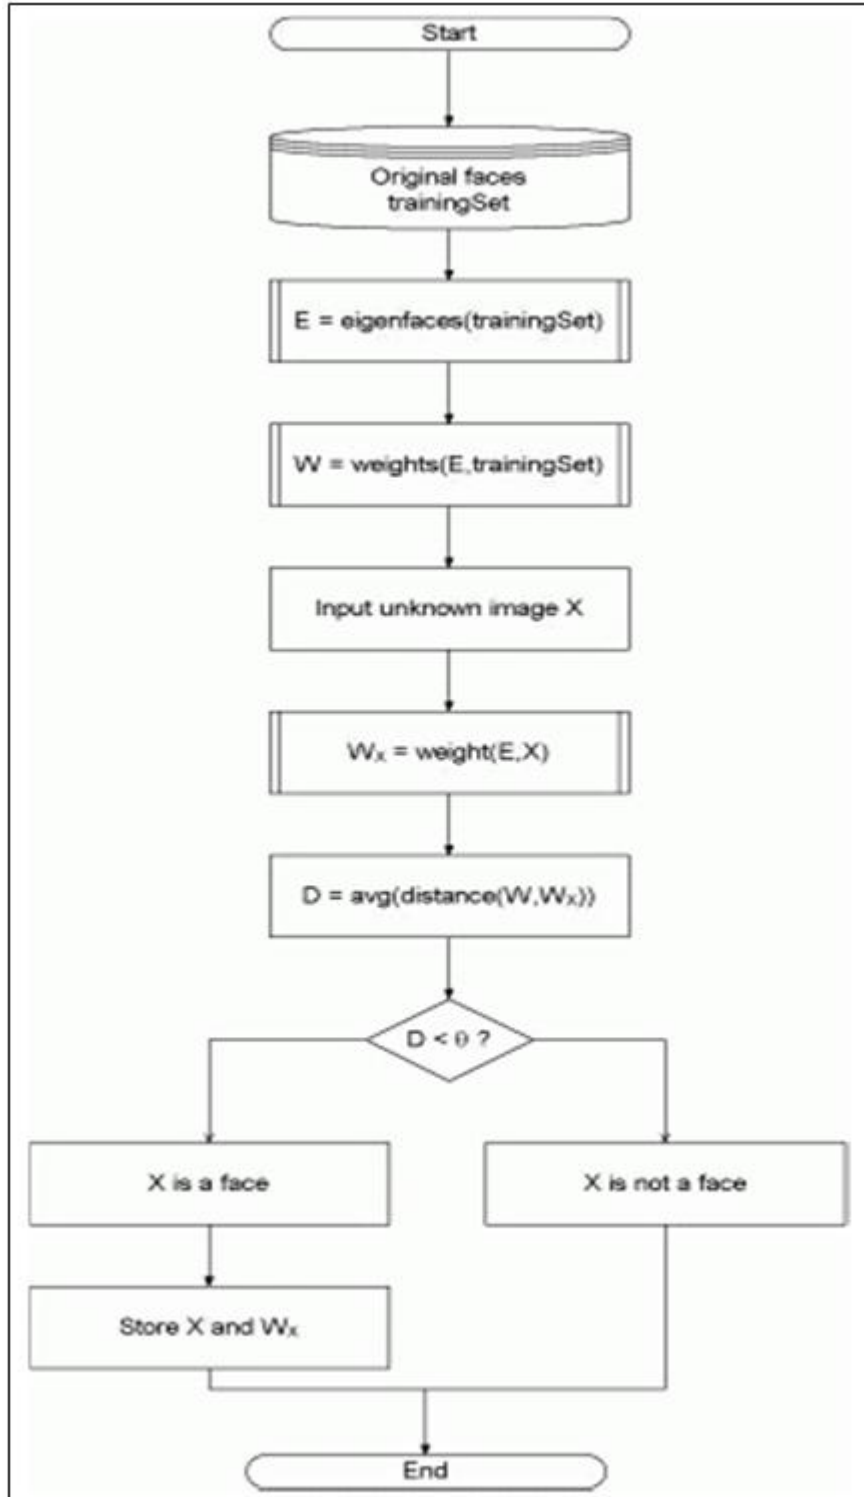 Start
Original faces
trainingSet
E = eigenfaces(trainingSet)
W = weights(E,trainingSet)
Input unknown image X
Wₓ = weight(E,X)
D = avg(distance(W,Wₓ))
D < θ ?
X is a face
X is not a face
Store X and Wₓ
End